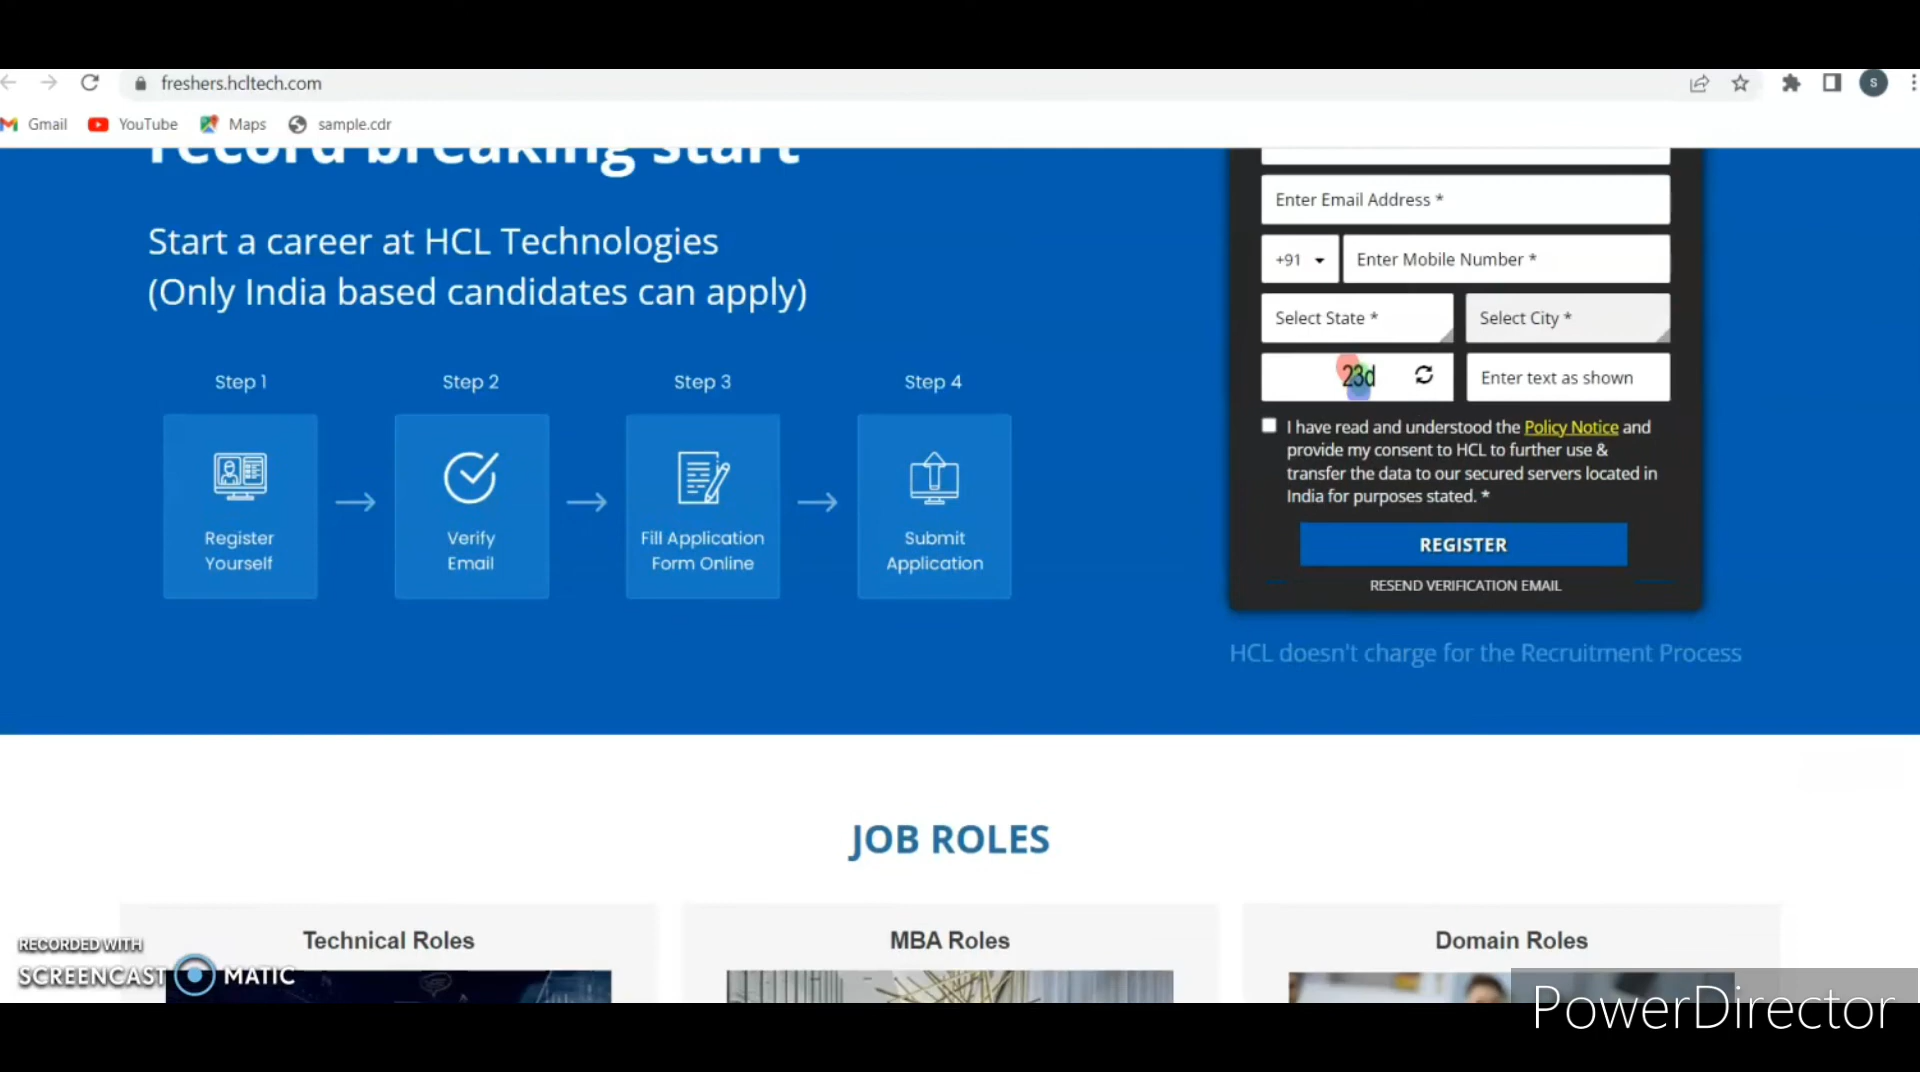 freshers.hcltech.com
S
Gmail YouTube Maps sample.cdr
record breaking start
Start a career at HCL Technologies
(Only India based candidates can apply)
Step 1 Step 2 Step 3 Step 4
Register Yourself
Verify Email
Fill Application Form Online
Submit Application
Enter Email Address *
+91 Enter Mobile Number *
Select State * Select City *
23d Enter text as shown
I have read and understood the Policy Notice and
provide my consent to HCL to further use &
transfer the data to our secured servers located in
India for purposes stated. *
REGISTER
RESEND VERIFICATION EMAIL
HCL doesn't charge for the Recruitment Process
JOB ROLES
Technical Roles MBA Roles Domain Roles
RECORDED WITH
SCREENCAST MATIC
PowerDirector